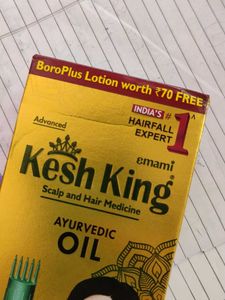 BoroPlus Lotion worth ₹70 FREE
INDIA'S #1^
HAIRFALL
EXPERT
Advanced
emami
Kesh King®
Scalp and Hair Medicine
AYURVEDIC
OIL